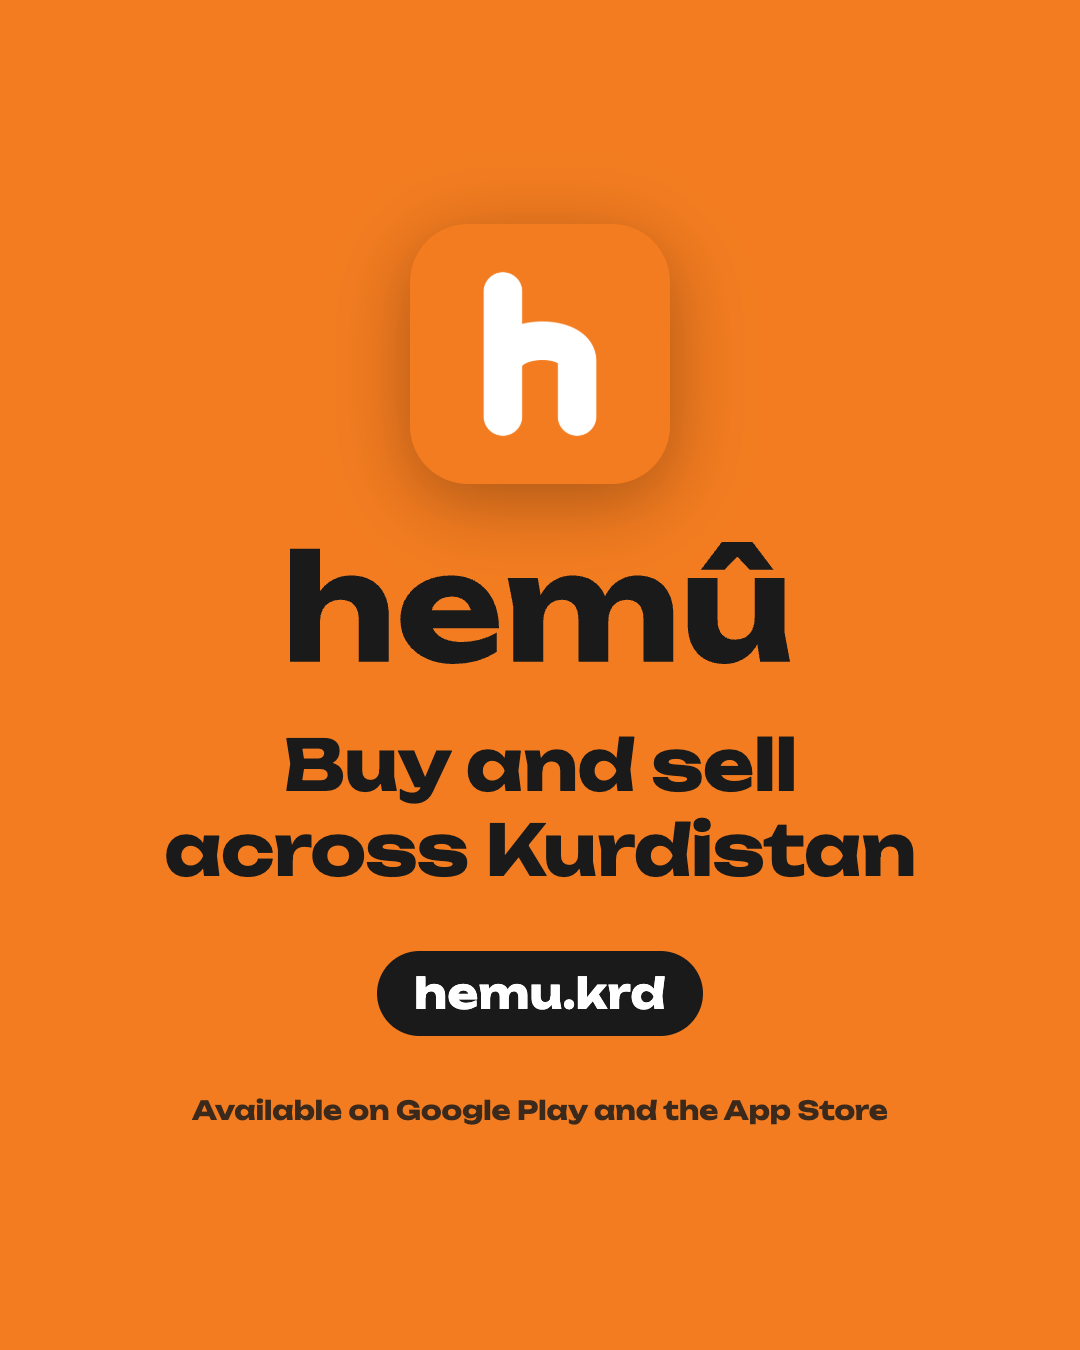 h
hemû
Buy and sell
across Kurdistan
hemu.krd
Available on Google Play and the App Store